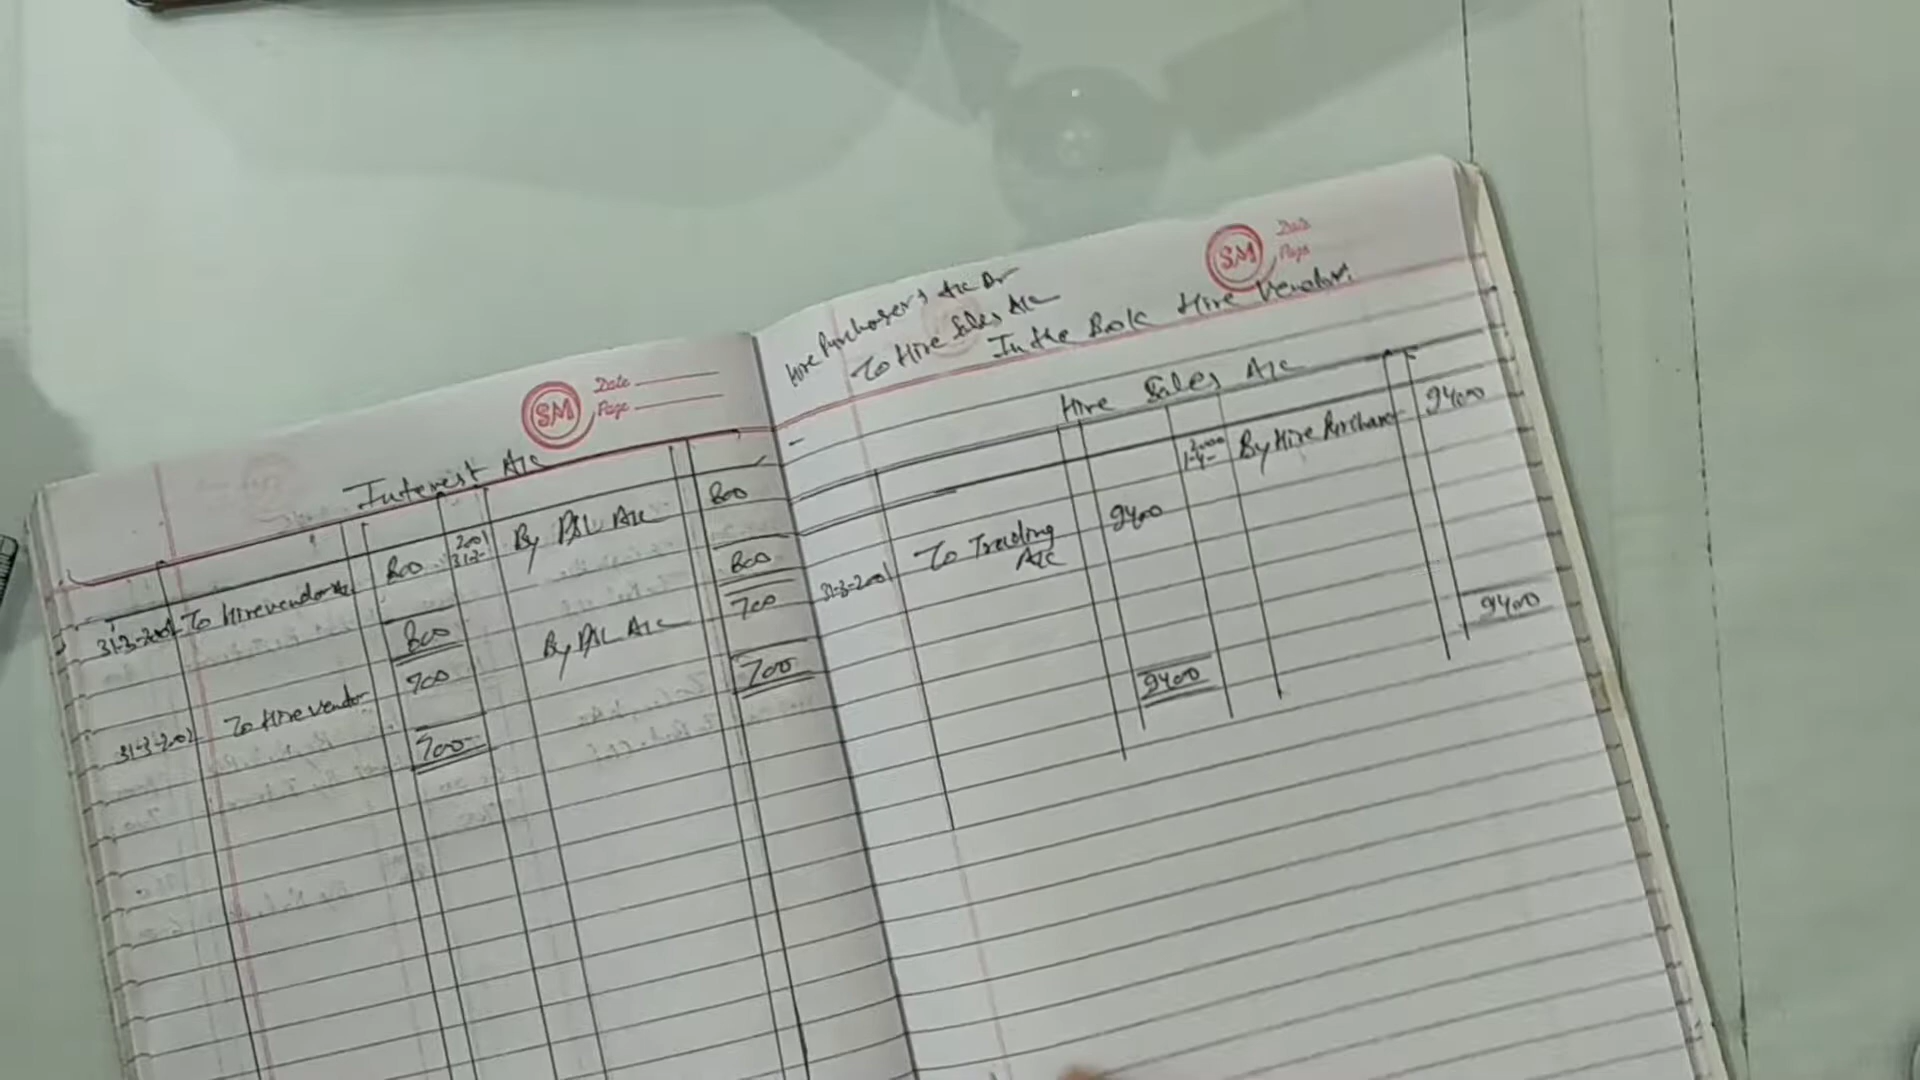 SM
Date
Page
Interest A/c
31-3-2001 To Hire vendor A/c 800 2001 31-3- By P&L A/c 800
800 800
31-3-2002 To Hire vendor 700 By P&L A/c 700
700 700
Hire Purchasers A/c Dr
To Hire Sales A/c
SM
Date
Page
In the Book Hire Vendor.
Hire Sales A/c
31-3-2001 To Trading A/c 9400 2000 1-4- By Hire Purchaser 9400
9400 9400